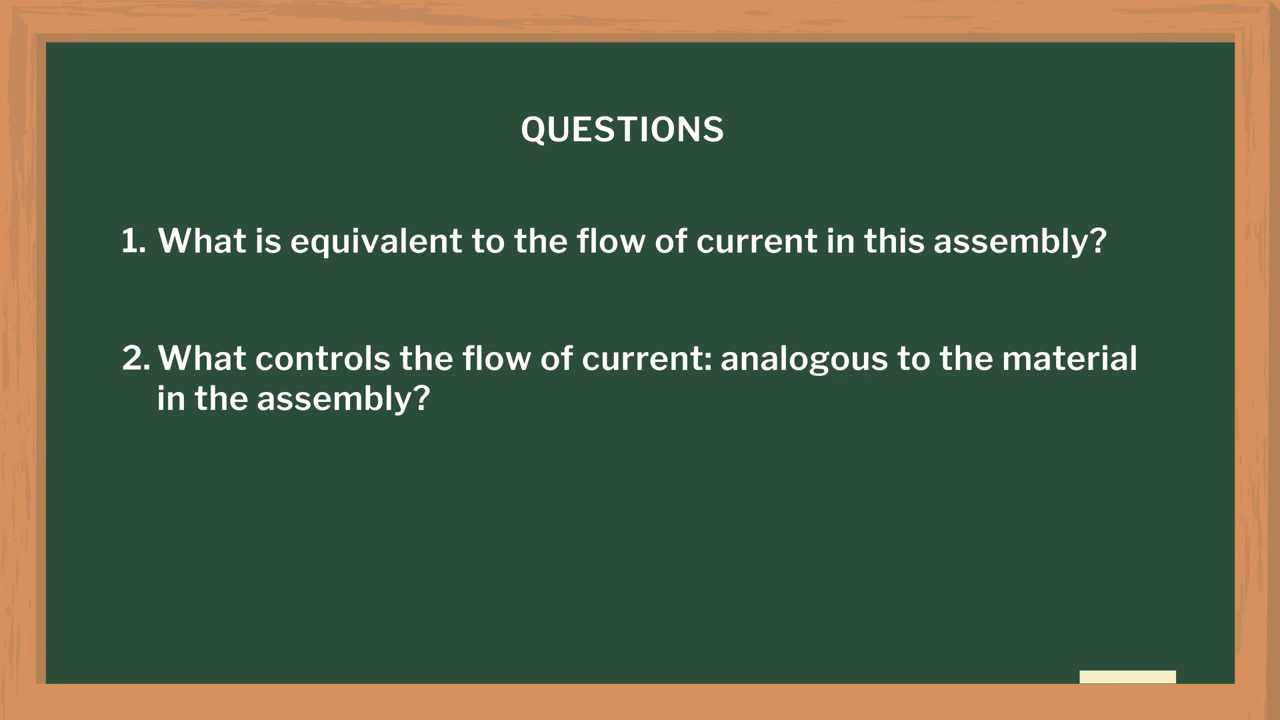 QUESTIONS
1. What is equivalent to the flow of current in this assembly?
2. What controls the flow of current: analogous to the material
in the assembly?